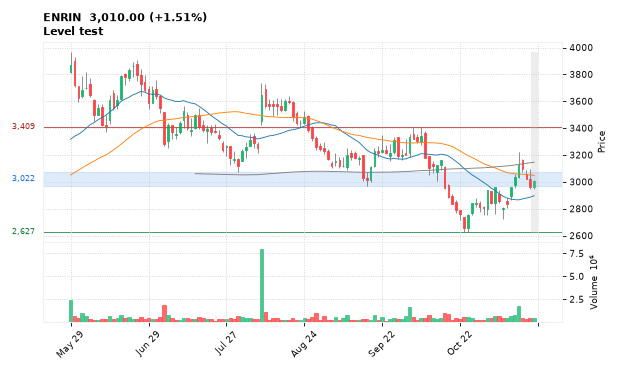 ENRIN 3,010.00 (+1.51%)
Level test
4000
3800
3600
3,409
3400
3200
3,022
3000
2800
2,627
2600
Price
7.5
5.0
2.5
Volume 10⁶
May 29
Jun 29
Jul 27
Aug 24
Sep 22
Oct 22